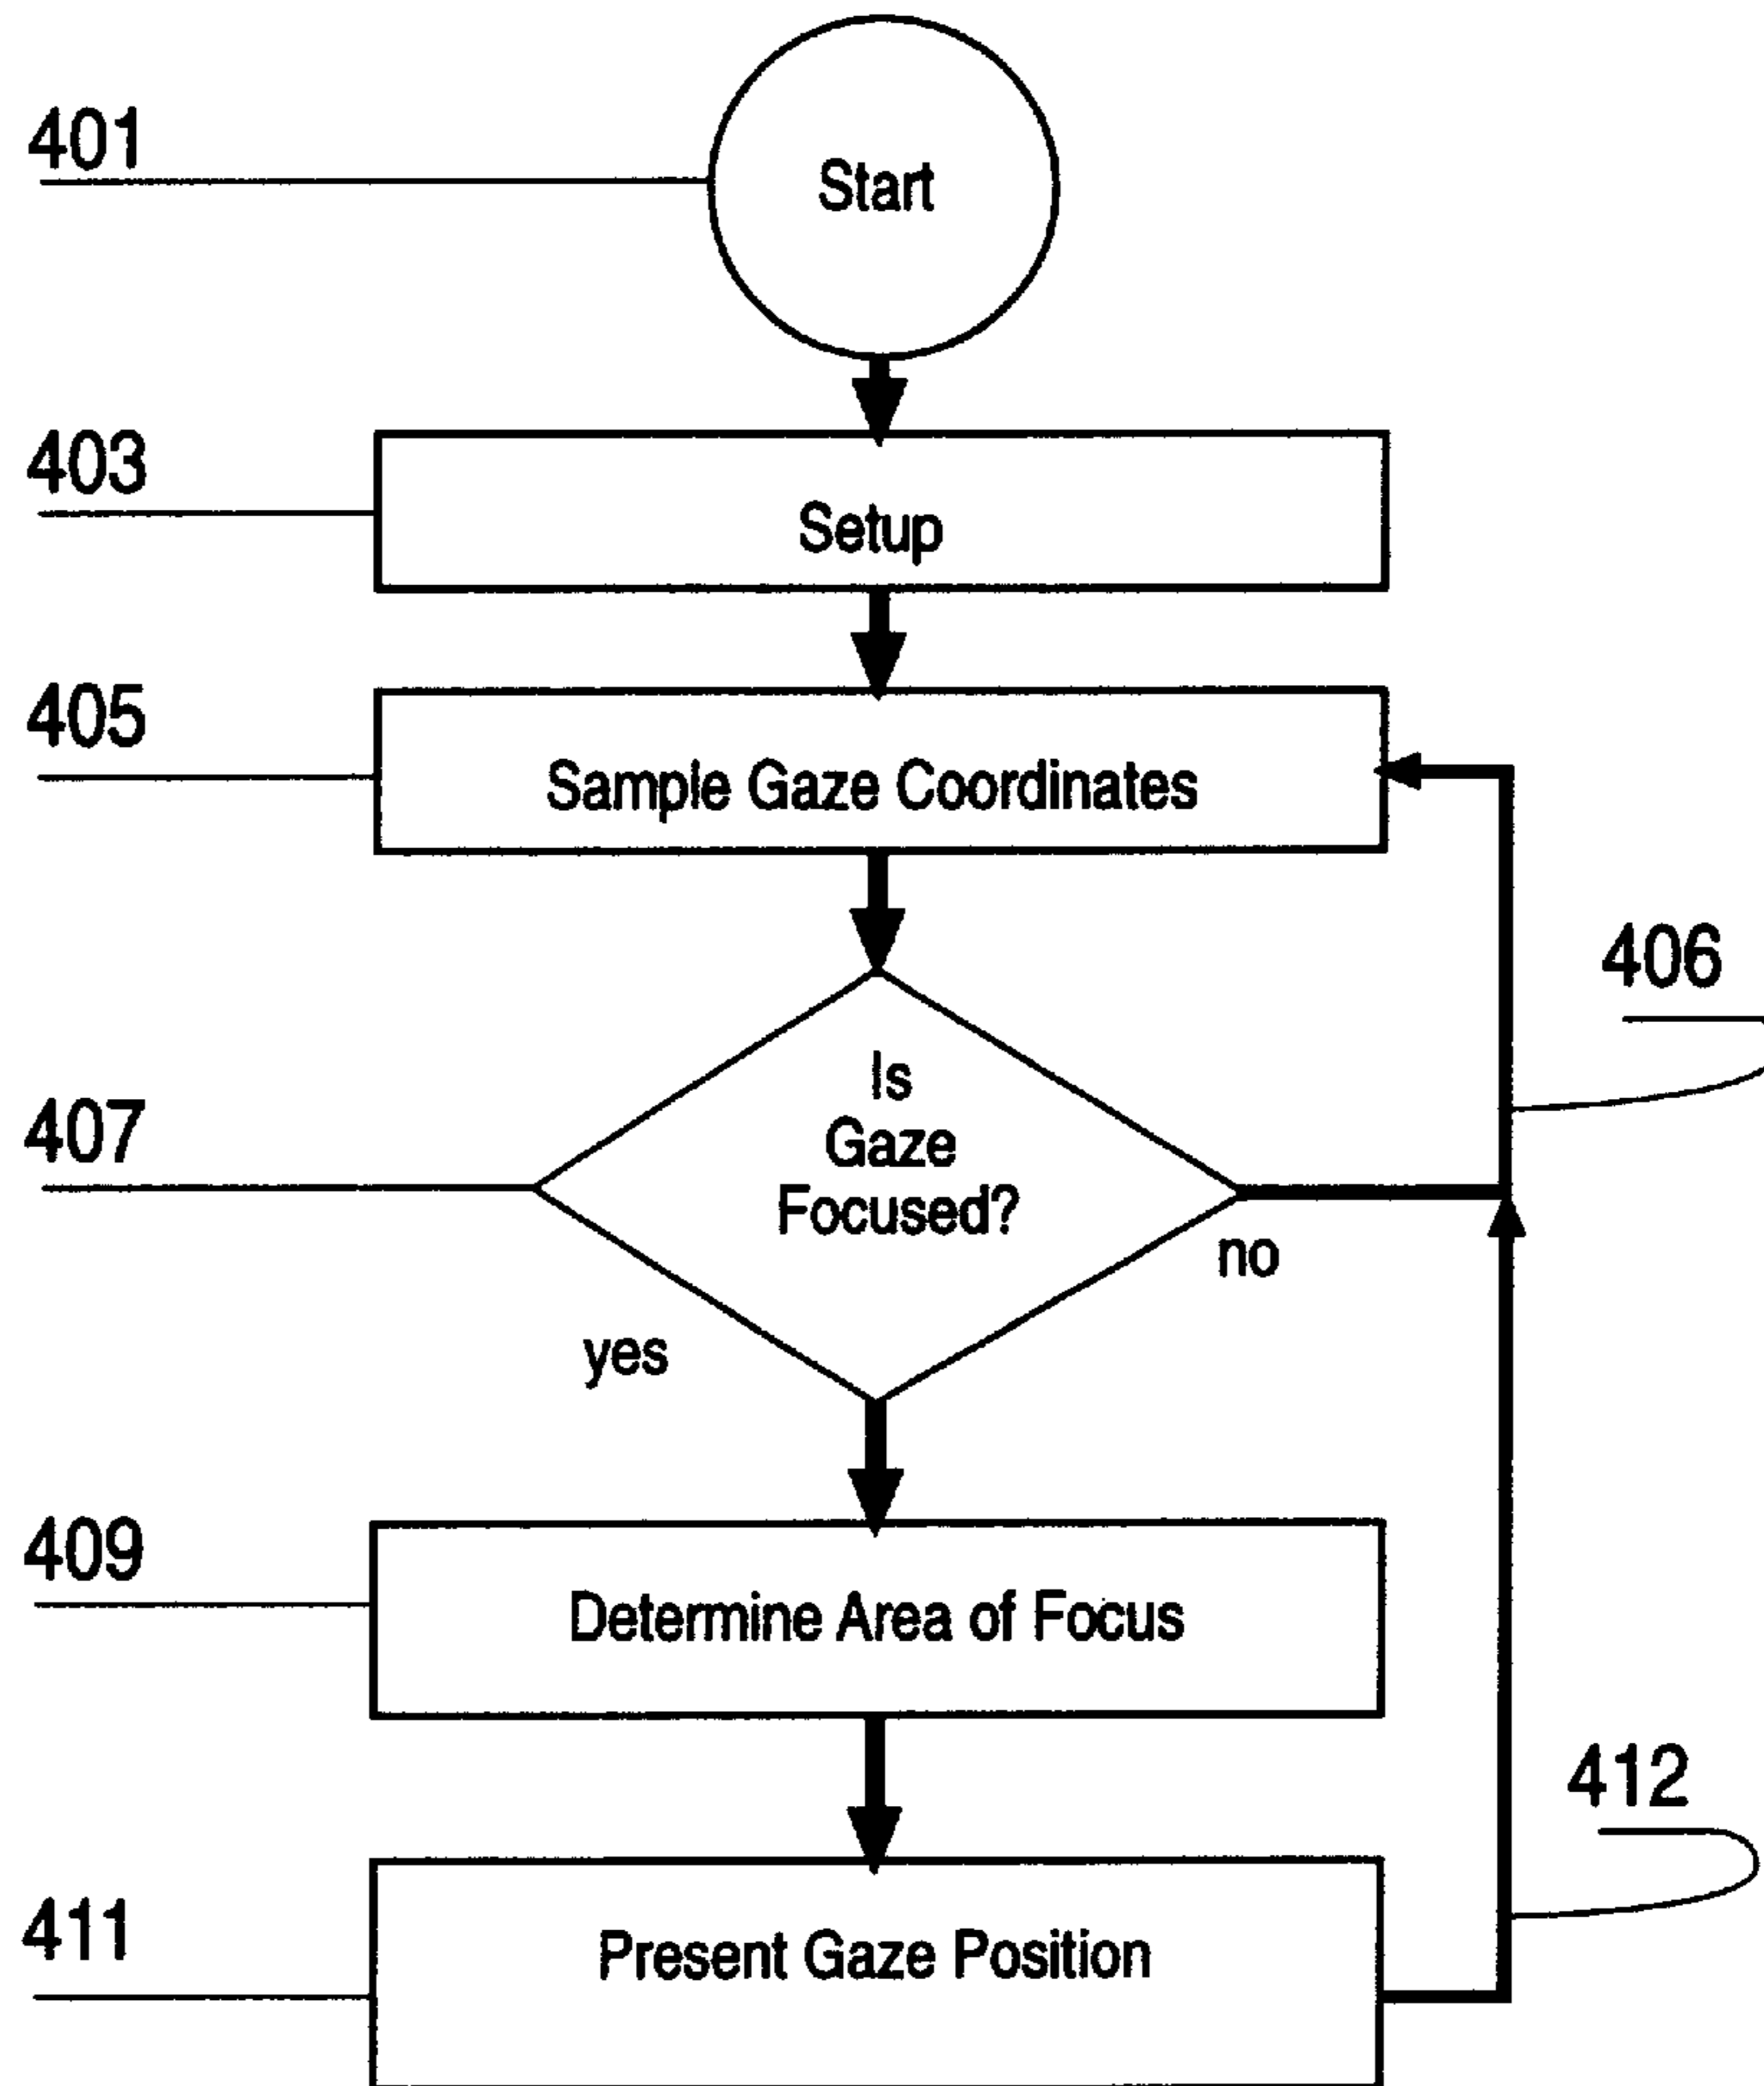 401
Start
403
Setup
405
Sample Gaze Coordinates
406
407
Is
Gaze
Focused?
no
yes
409
Determine Area of Focus
412
411
Present Gaze Position